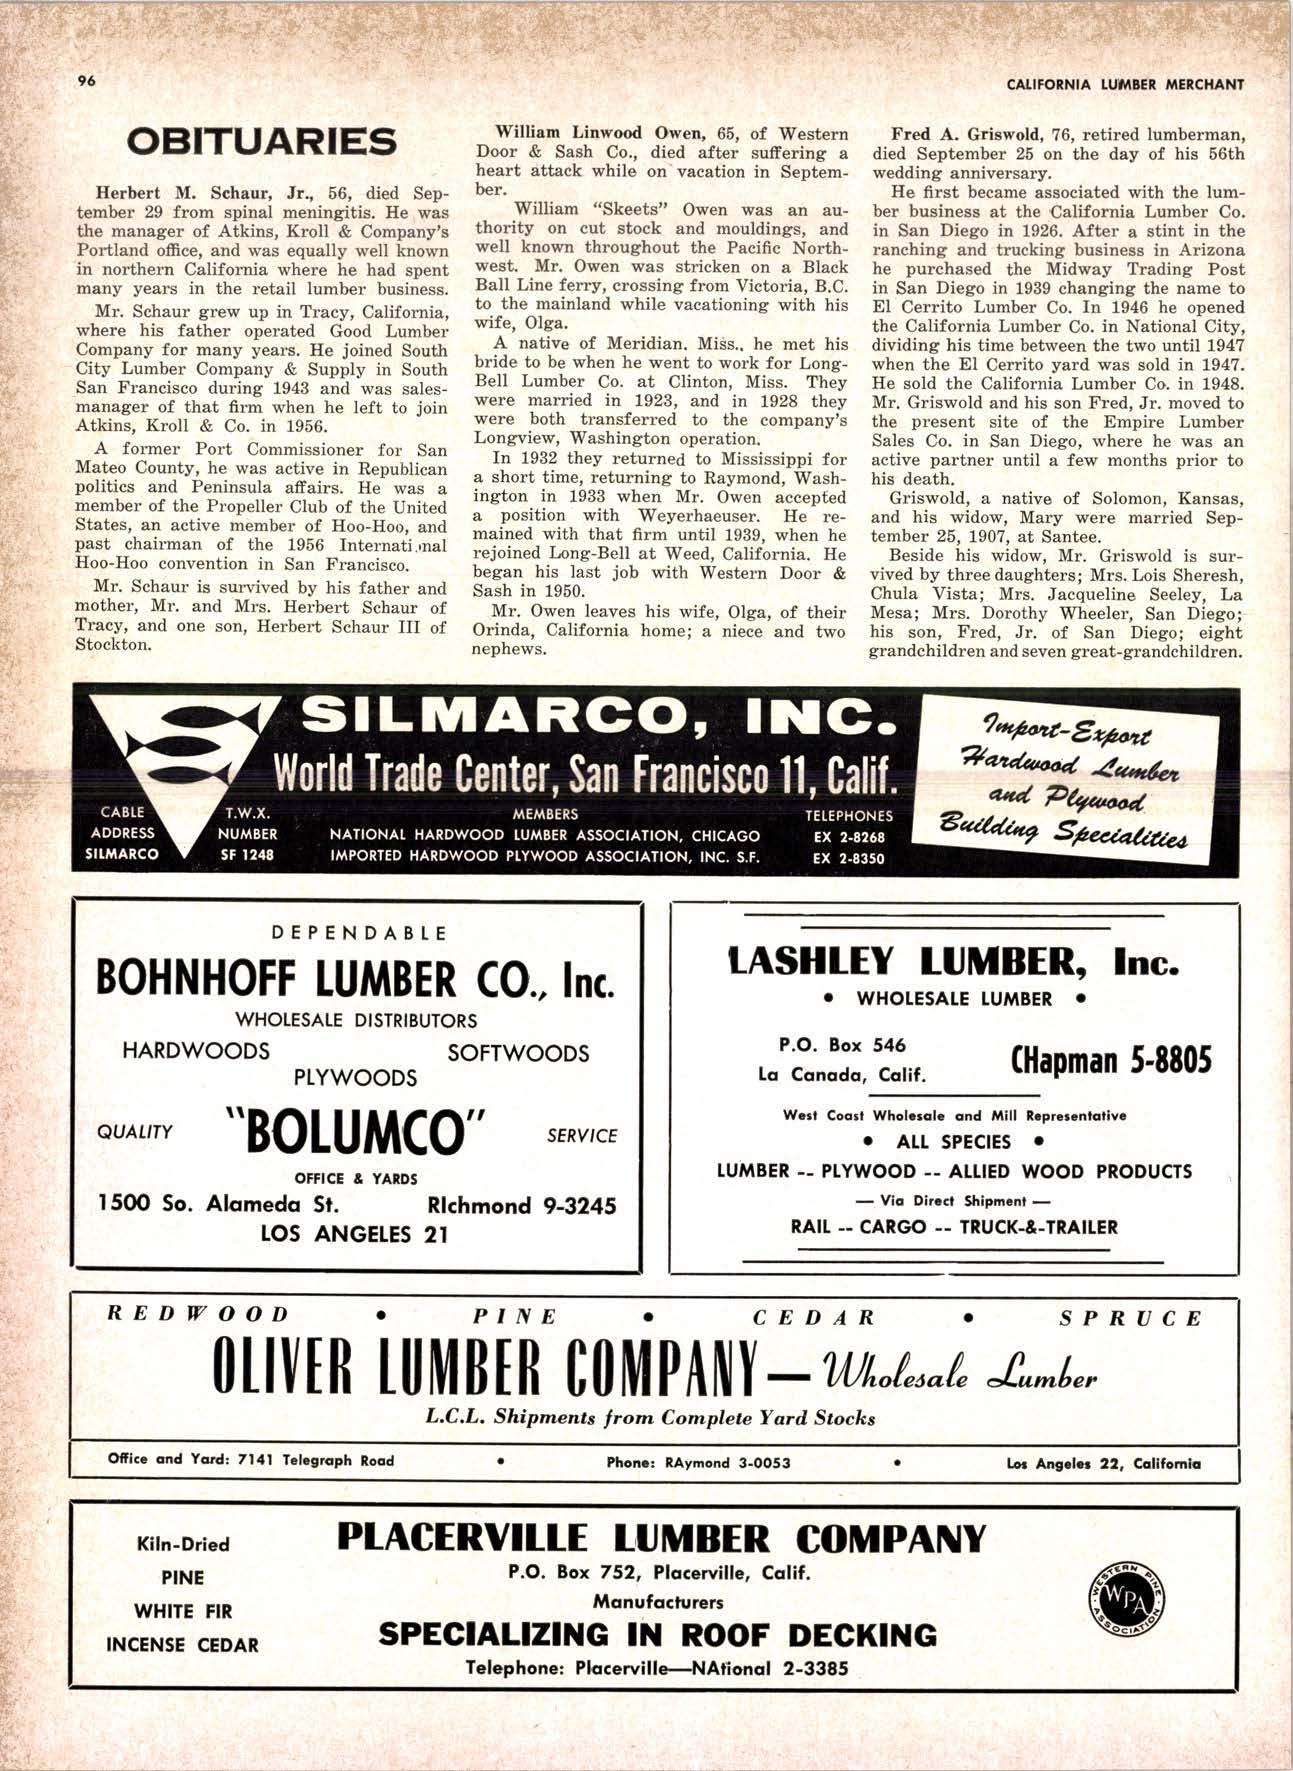 96
CALIFORNIA LUMBER MERCHANT
OBITUARIES
Herbert M. Schaur, Jr., 56, died Sep-
tember 29 from spinal meningitis. He was
the manager of Atkins, Kroll & Company's
Portland office, and was equally well known
in northern California where he had spent
many years in the retail lumber business.
Mr. Schaur grew up in Tracy, California,
where his father operated Good Lumber
Company for many years. He joined South
City Lumber Company & Supply in South
San Francisco during 1943 and was sales-
manager of that firm when he left to join
Atkins, Kroll & Co. in 1956.
A former Port Commissioner for San
Mateo County, he was active in Republican
politics and Peninsula affairs. He was a
member of the Propeller Club of the United
States, an active member of Hoo-Hoo, and
past chairman of the 1956 International
Hoo-Hoo convention in San Francisco.
Mr. Schaur is survived by his father and
mother, Mr. and Mrs. Herbert Schaur of
Tracy, and one son, Herbert Schaur III of
Stockton.
William Linwood Owen, 65, of Western
Door & Sash Co., died after suffering a
heart attack while on vacation in Septem-
ber.
William "Skeets" Owen was an au-
thority on cut stock and mouldings, and
well known throughout the Pacific North-
west. Mr. Owen was stricken on a Black
Ball Line ferry, crossing from Victoria, B.C.
to the mainland while vacationing with his
wife, Olga.
A native of Meridian. Miss., he met his
bride to be when he went to work for Long-
Bell Lumber Co. at Clinton, Miss. They
were married in 1923, and in 1928 they
were both transferred to the company's
Longview, Washington operation.
In 1932 they returned to Mississippi for
a short time, returning to Raymond, Wash-
ington in 1933 when Mr. Owen accepted
a position with Weyerhaeuser. He re-
mained with that firm until 1939, when he
rejoined Long-Bell at Weed, California. He
began his last job with Western Door &
Sash in 1950.
Mr. Owen leaves his wife, Olga, of their
Orinda, California home; a niece and two
nephews.
Fred A. Griswold, 76, retired lumberman,
died September 25 on the day of his 56th
wedding anniversary.
He first became associated with the lum-
ber business at the California Lumber Co.
in San Diego in 1926. After a stint in the
ranching and trucking business in Arizona
he purchased the Midway Trading Post
in San Diego in 1939 changing the name to
El Cerrito Lumber Co. In 1946 he opened
the California Lumber Co. in National City,
dividing his time between the two until 1947
when the El Cerrito yard was sold in 1947.
He sold the California Lumber Co. in 1948.
Mr. Griswold and his son Fred, Jr. moved to
the present site of the Empire Lumber
Sales Co. in San Diego, where he was an
active partner until a few months prior to
his death.
Griswold, a native of Solomon, Kansas,
and his widow, Mary were married Sep-
tember 25, 1907, at Santee.
Beside his widow, Mr. Griswold is sur-
vived by three daughters; Mrs. Lois Sheresh,
Chula Vista; Mrs. Jacqueline Seeley, La
Mesa; Mrs. Dorothy Wheeler, San Diego;
his son, Fred, Jr. of San Diego; eight
grandchildren and seven great-grandchildren.
SILMARCO, INC.
World Trade Center, San Francisco 11, Calif.
CABLE
ADDRESS
SILMARCO
T.W.X.
NUMBER
SF 1248
MEMBERS
NATIONAL HARDWOOD LUMBER ASSOCIATION, CHICAGO
IMPORTED HARDWOOD PLYWOOD ASSOCIATION, INC. S.F.
TELEPHONES
EX 2-8268
EX 2-8350
Import-Export
Hardwood Lumber
and Plywood
Building Specialities
DEPENDABLE
BOHNHOFF LUMBER CO., Inc.
WHOLESALE DISTRIBUTORS
HARDWOODS SOFTWOODS
PLYWOODS
QUALITY "BOLUMCO" SERVICE
OFFICE & YARDS
1500 So. Alameda St. RIchmond 9-3245
LOS ANGELES 21
LASHLEY LUMBER, Inc.
• WHOLESALE LUMBER •
P.O. Box 546
La Canada, Calif.
CHapman 5-8805
West Coast Wholesale and Mill Representative
• ALL SPECIES •
LUMBER -- PLYWOOD -- ALLIED WOOD PRODUCTS
— Via Direct Shipment —
RAIL -- CARGO -- TRUCK-&-TRAILER
REDWOOD • PINE • CEDAR • SPRUCE
OLIVER LUMBER COMPANY — Wholesale Lumber
L.C.L. Shipments from Complete Yard Stocks
Office and Yard: 7141 Telegraph Road • Phone: RAymond 3-0053 • Los Angeles 22, California
Kiln-Dried
PINE
WHITE FIR
INCENSE CEDAR
PLACERVILLE LUMBER COMPANY
P.O. Box 752, Placerville, Calif.
Manufacturers
SPECIALIZING IN ROOF DECKING
Telephone: Placerville—NAtional 2-3385
WESTERN PINE
WPA
ASSOCIATION